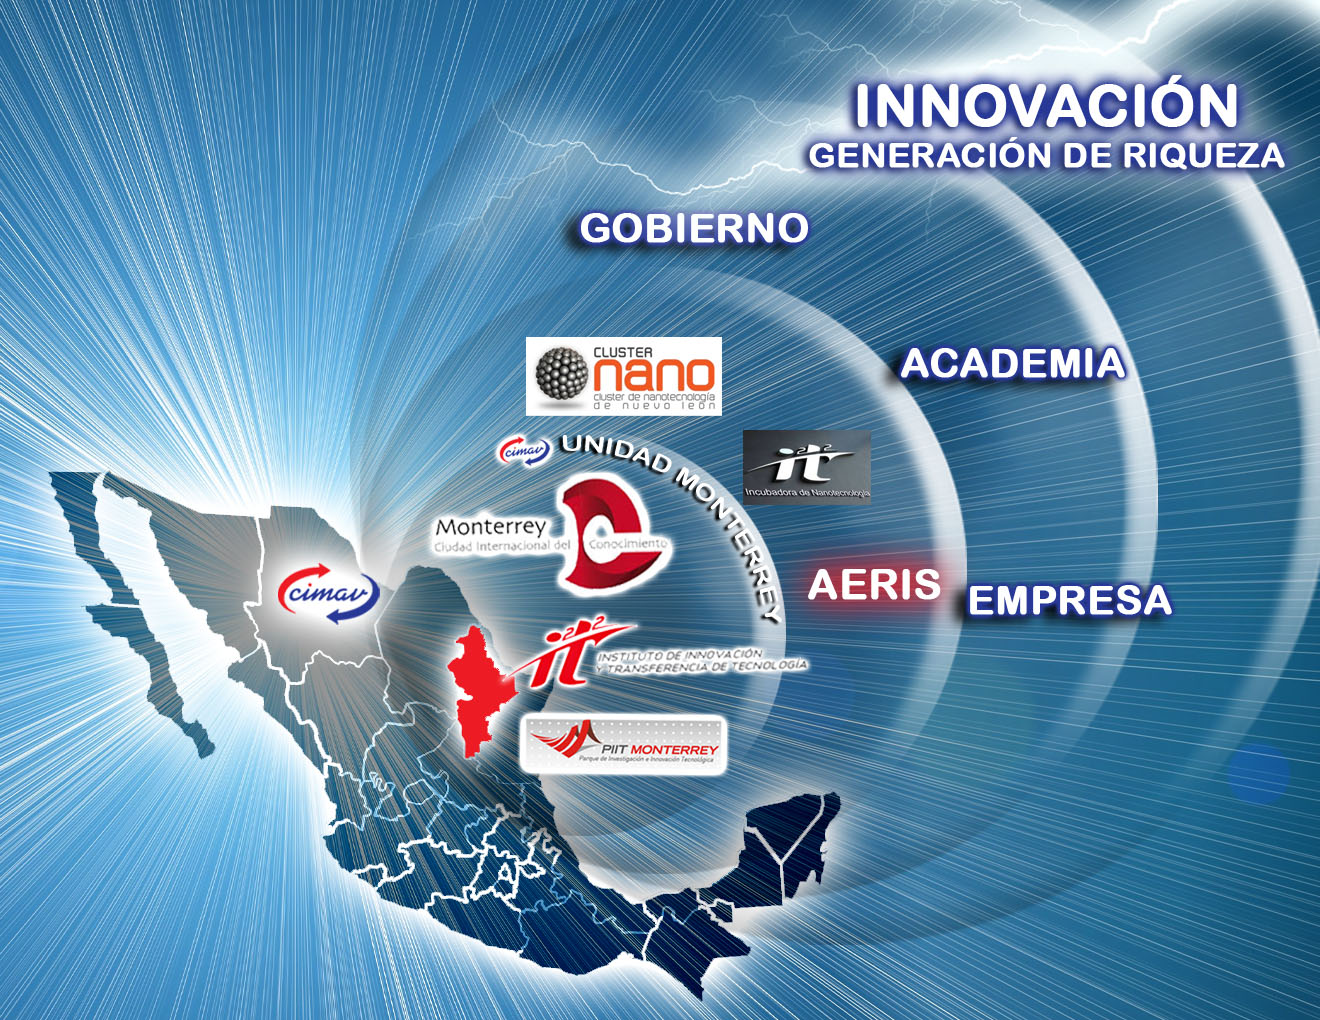 INNOVACIÓN
GENERACIÓN DE RIQUEZA
GOBIERNO
ACADEMIA
CLUSTER
nano
cluster de nanotecnología
de nuevo león
cimav
UNIDAD MONTERREY
it²
Incubadora de Nanotecnología
Monterrey
Ciudad Internacional del Conocimiento
cimav
AERIS
EMPRESA
i²t²
INSTITUTO DE INNOVACIÓN
Y TRANSFERENCIA DE TECNOLOGÍA
PIIT MONTERREY
Parque de Investigación e Innovación Tecnológica